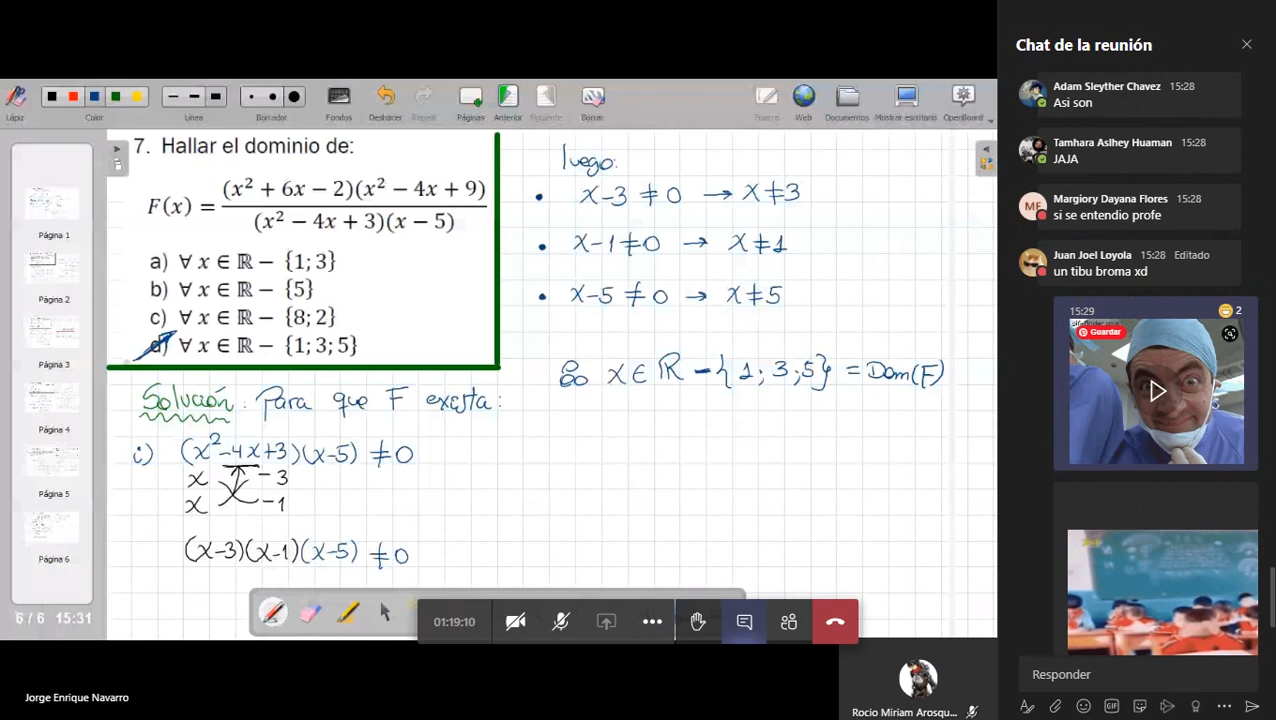 Lápiz
Color
Línea
Borrador
Fondos
Deshacer
Páginas
Anterior
Siguiente
Borrar
Pizarra
Web
Documentos
Mostrar escritorio
OpenBoard
Página 1
Página 2
Página 3
Página 4
Página 5
Página 6
6 / 6 15:31
7. Hallar el dominio de:
F(x) = (x² + 6x − 2)(x² − 4x + 9)
(x² − 4x + 3)(x − 5)
a) ∀ x ∈ ℝ − {1; 3}
b) ∀ x ∈ ℝ − {5}
c) ∀ x ∈ ℝ − {8; 2}
d) ∀ x ∈ ℝ − {1; 3; 5}
Solución: Para que F exista:
i) (x²-4x+3)(x-5) ≠0
x -3
x -1
(x-3)(x-1)(x-5) ≠0
luego:
• x-3 ≠0 → x≠3
• x-1≠0 → x≠1
• x-5 ≠0 → x≠5
x ∈ ℝ -{1; 3;5} = Dom(F)
01:19:10
Jorge Enrique Navarro
Rocio Miriam Arosqu...
Chat de la reunión
Adam Sleyther Chavez 15:28
Asi son
Tamhara Aslhey Huaman 15:28
JAJA
MF
Margiory Dayana Flores 15:28
si se entendio profe
Juan Joel Loyola 15:28 Editado
un tibu broma xd
15:29 2
Guardar
Responder
GIF